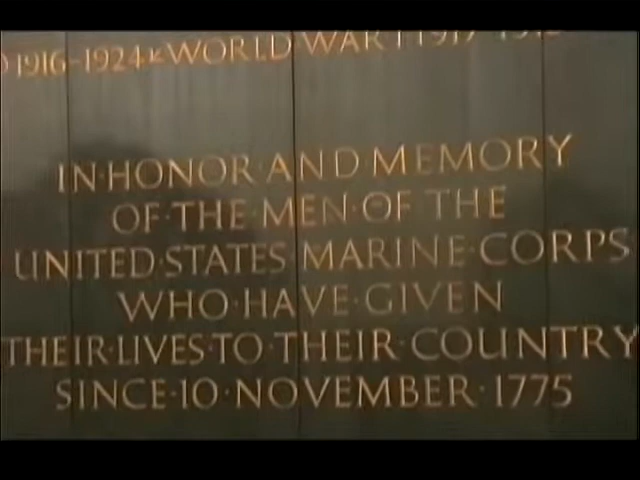 1916-1924 WORLD WAR I 1917-
IN·HONOR·AND MEMORY
OF·THE·MEN·OF THE
UNITED·STATES·MARINE·CORPS
WHO·HAVE·GIVEN
THEIR·LIVES·TO·THEIR·COUNTRY
SINCE·10·NOVEMBER·1775